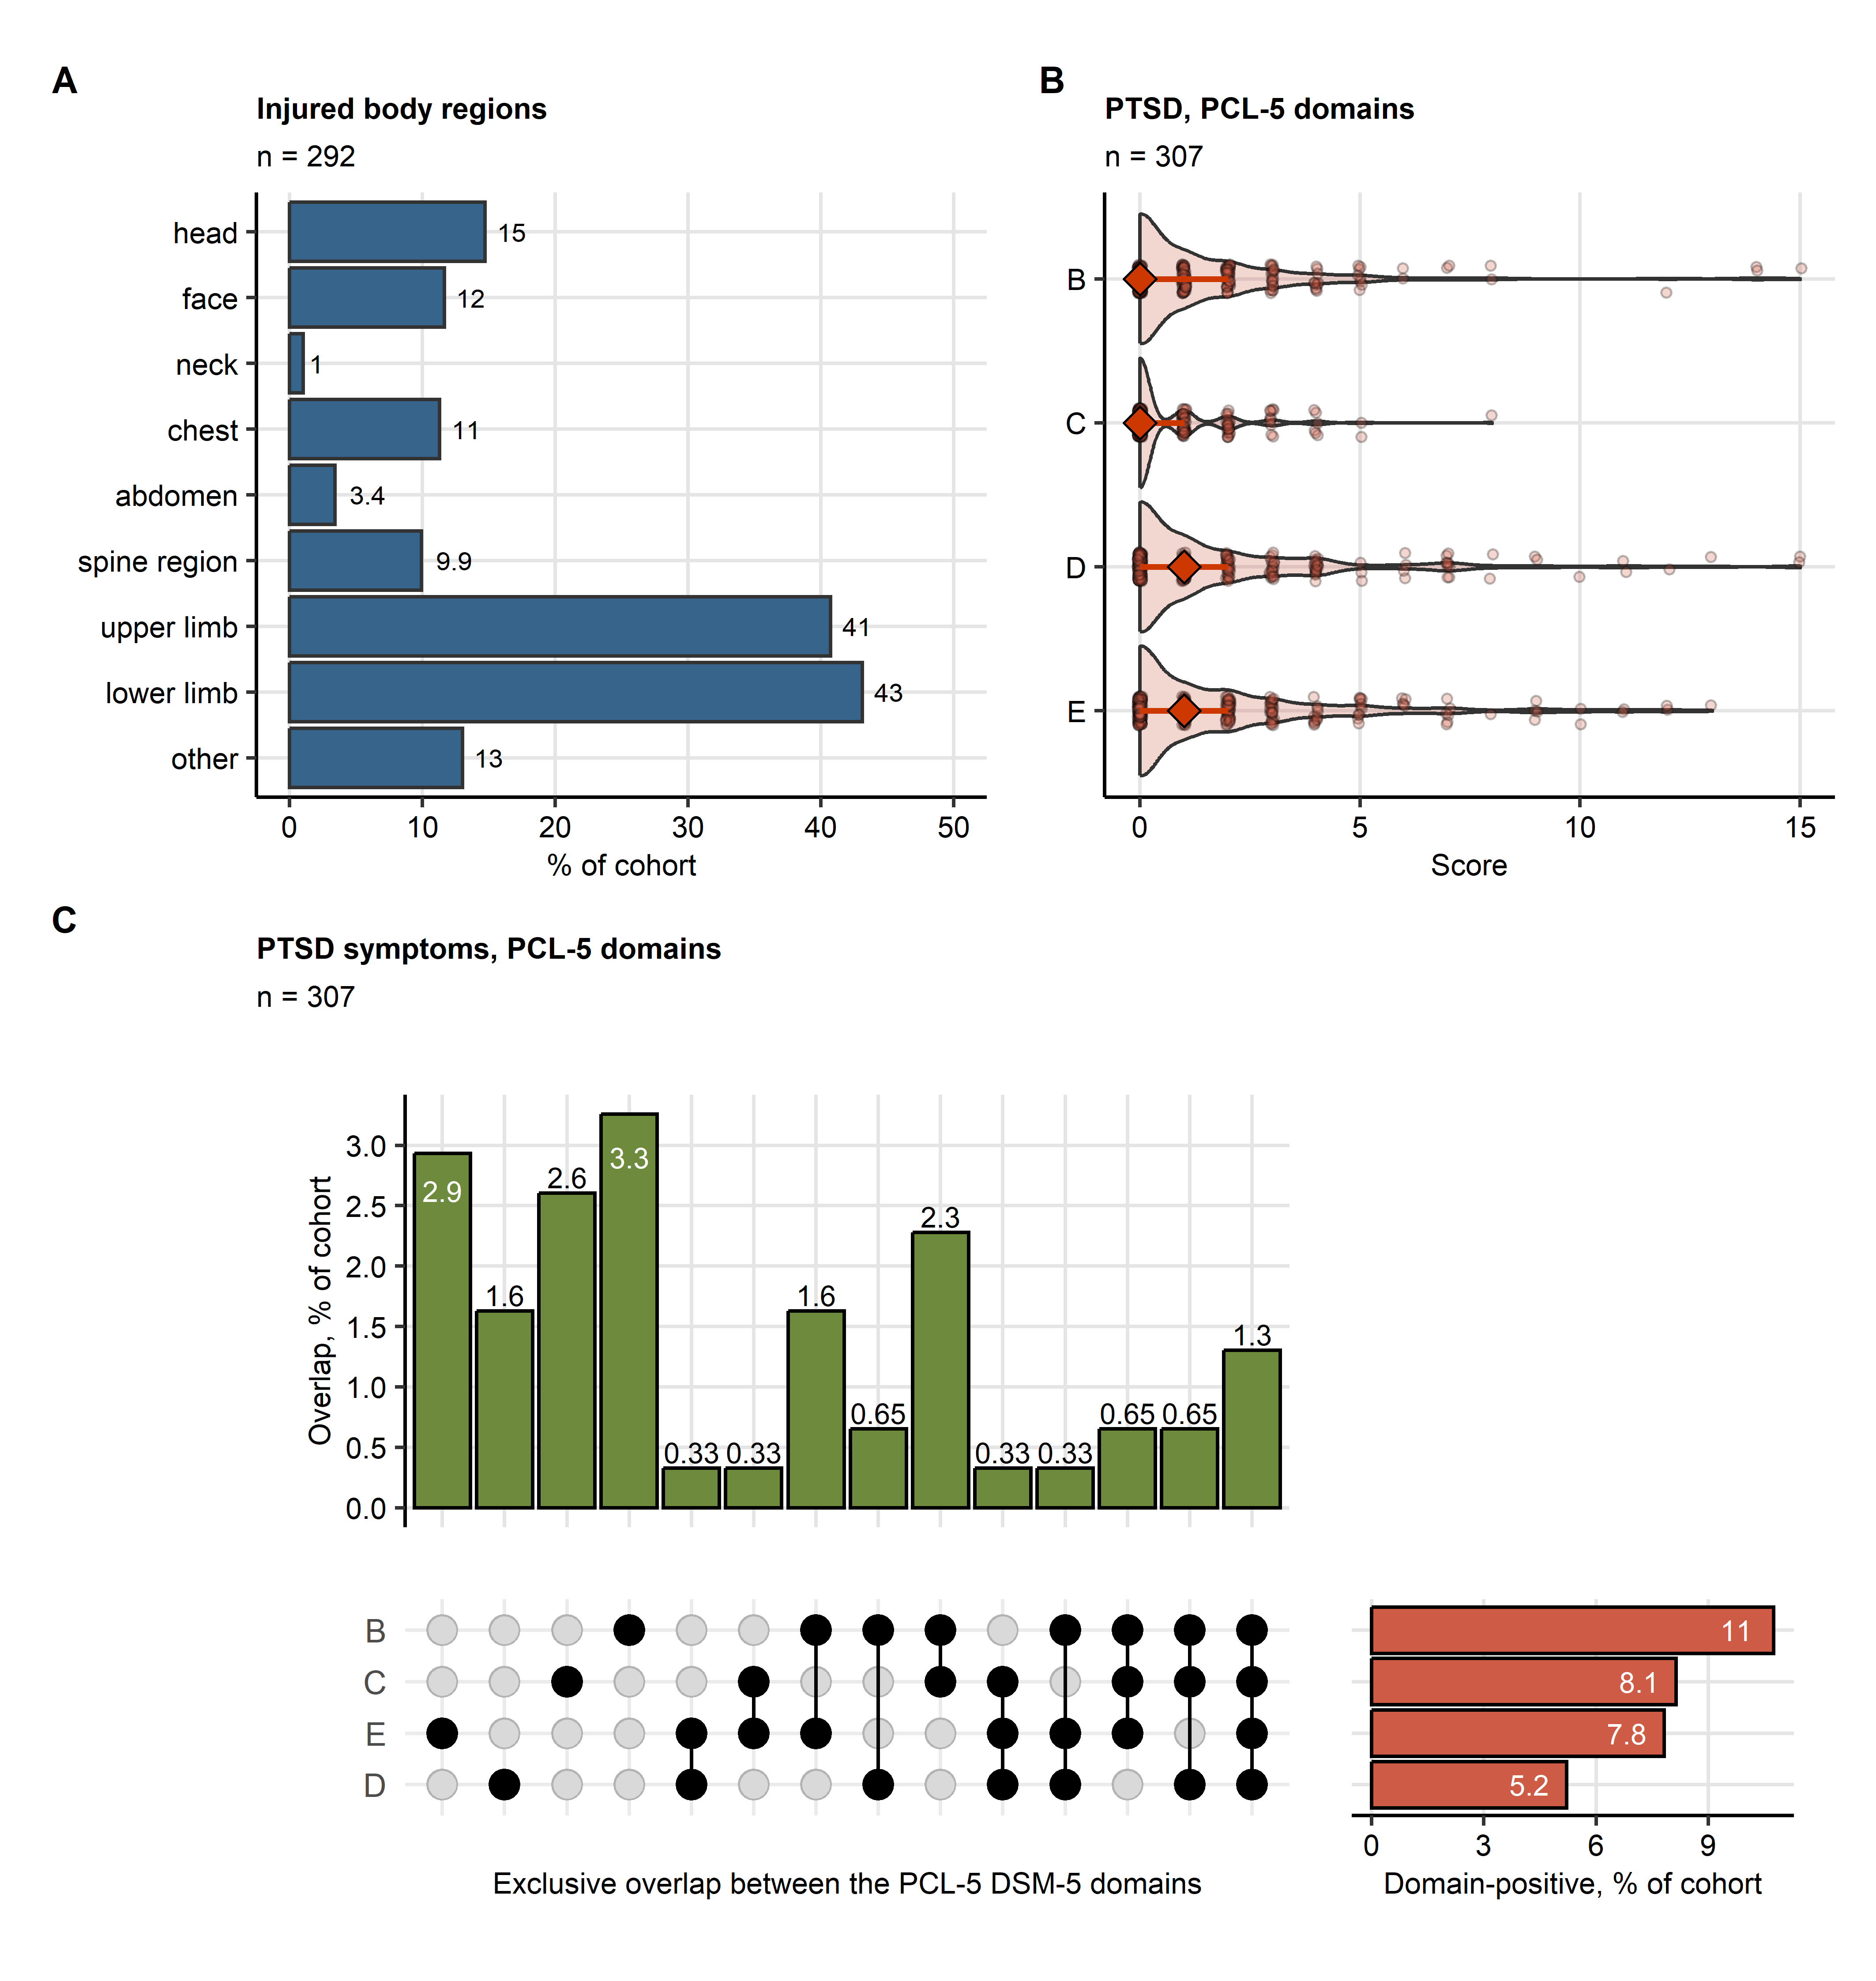 A
Injured body regions
n = 292
head
face
neck
chest
abdomen
spine region
upper limb
lower limb
other
15
12
1
11
3.4
9.9
41
43
13
0 10 20 30 40 50
% of cohort
B
PTSD, PCL-5 domains
n = 307
B
C
D
E
0 5 10 15
Score
C
PTSD symptoms, PCL-5 domains
n = 307
Overlap, % of cohort
3.0
2.5
2.0
1.5
1.0
0.5
0.0
2.9 1.6 2.6 3.3 0.33 0.33 1.6 0.65 2.3 0.33 0.33 0.65 0.65 1.3
B
C
E
D
Exclusive overlap between the PCL-5 DSM-5 domains
11
8.1
7.8
5.2
0 3 6 9
Domain-positive, % of cohort